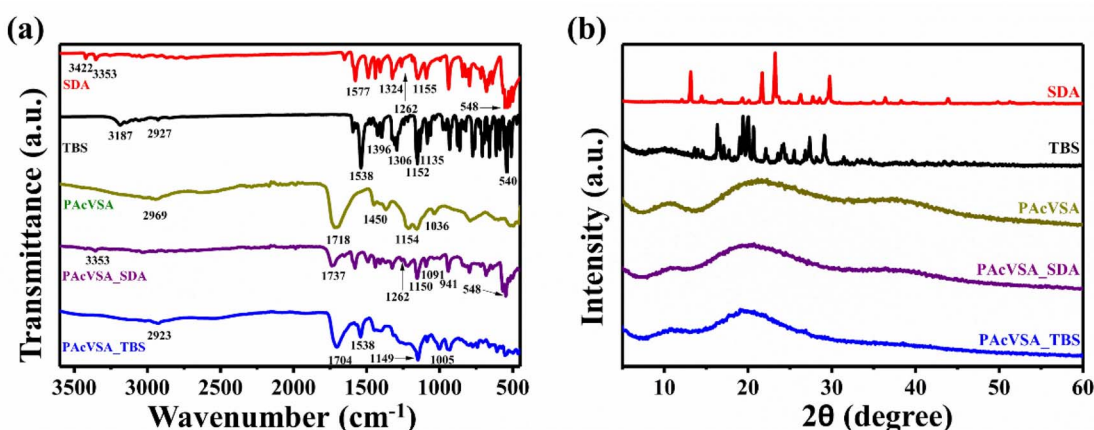 (a)
Transmittance (a.u.)
3422
3353
1577
1324
1262
1155
548
SDA
3187
2927
1538
1396
1306
1152
1135
540
TBS
2969
1718
1450
1154
1036
PAcVSA
3353
1737
1262
1150
1091
941
548
PAcVSA_SDA
2923
1704
1538
1149
1005
PAcVSA_TBS
3500 3000 2500 2000 1500 1000 500
Wavenumber (cm⁻¹)
(b)
Intensity (a.u.)
SDA
TBS
PAcVSA
PAcVSA_SDA
PAcVSA_TBS
10 20 30 40 50 60
2θ (degree)